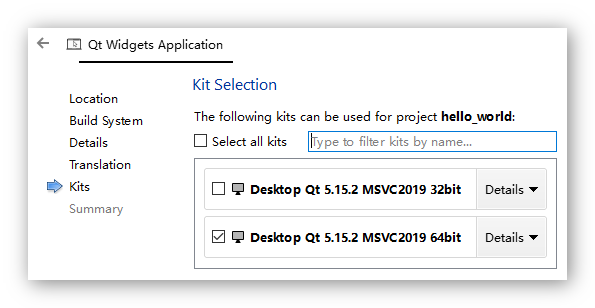 Qt Widgets Application
Kit Selection
Location
Build System
Details
Translation
Kits
Summary
The following kits can be used for project hello_world:
Select all kits
Type to filter kits by name...
Desktop Qt 5.15.2 MSVC2019 32bit
Details
Desktop Qt 5.15.2 MSVC2019 64bit
Details